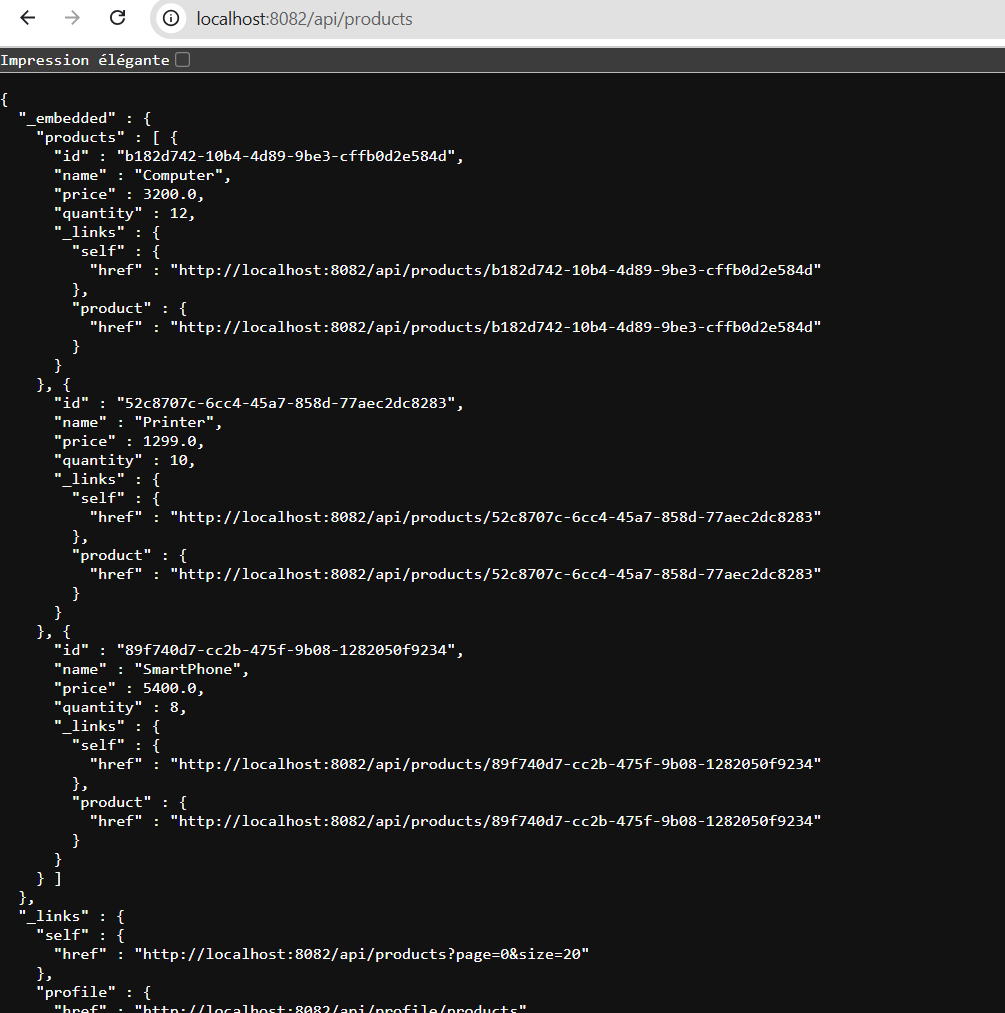 localhost:8082/api/products
Impression élégante
{
  "_embedded" : {
    "products" : [ {
      "id" : "b182d742-10b4-4d89-9be3-cffb0d2e584d",
      "name" : "Computer",
      "price" : 3200.0,
      "quantity" : 12,
      "_links" : {
        "self" : {
          "href" : "http://localhost:8082/api/products/b182d742-10b4-4d89-9be3-cffb0d2e584d"
        },
        "product" : {
          "href" : "http://localhost:8082/api/products/b182d742-10b4-4d89-9be3-cffb0d2e584d"
        }
      }
    }, {
      "id" : "52c8707c-6cc4-45a7-858d-77aec2dc8283",
      "name" : "Printer",
      "price" : 1299.0,
      "quantity" : 10,
      "_links" : {
        "self" : {
          "href" : "http://localhost:8082/api/products/52c8707c-6cc4-45a7-858d-77aec2dc8283"
        },
        "product" : {
          "href" : "http://localhost:8082/api/products/52c8707c-6cc4-45a7-858d-77aec2dc8283"
        }
      }
    }, {
      "id" : "89f740d7-cc2b-475f-9b08-1282050f9234",
      "name" : "SmartPhone",
      "price" : 5400.0,
      "quantity" : 8,
      "_links" : {
        "self" : {
          "href" : "http://localhost:8082/api/products/89f740d7-cc2b-475f-9b08-1282050f9234"
        },
        "product" : {
          "href" : "http://localhost:8082/api/products/89f740d7-cc2b-475f-9b08-1282050f9234"
        }
      }
    } ]
  },
  "_links" : {
    "self" : {
      "href" : "http://localhost:8082/api/products?page=0&size=20"
    },
    "profile" : {
      "href" : "http://localhost:8082/api/profile/products"